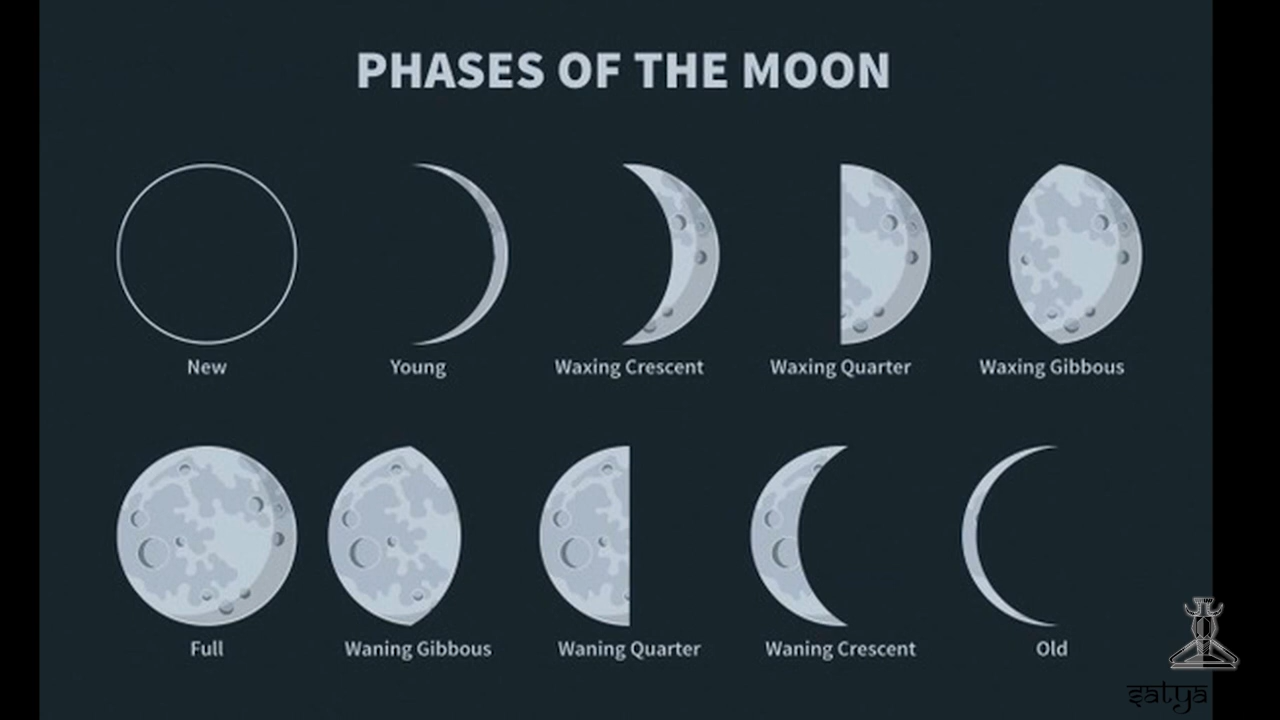 PHASES OF THE MOON
New
Young
Waxing Crescent
Waxing Quarter
Waxing Gibbous
Full
Waning Gibbous
Waning Quarter
Waning Crescent
Old
satya